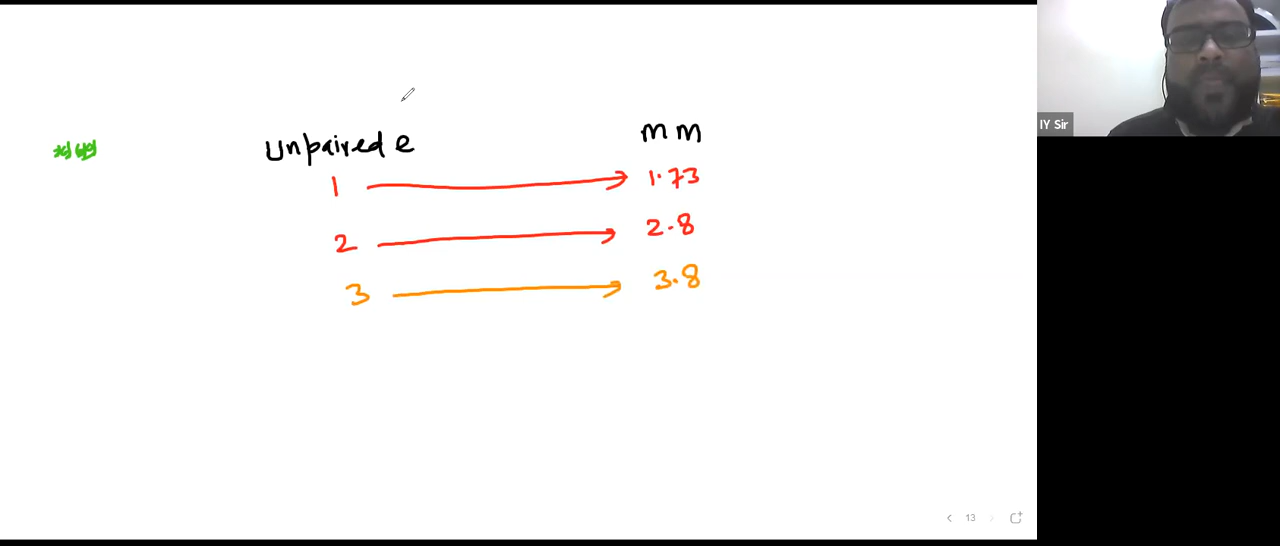 unpaired e mm
1 → 1.73
2 → 2.8
3 → 3.8
IY Sir
13